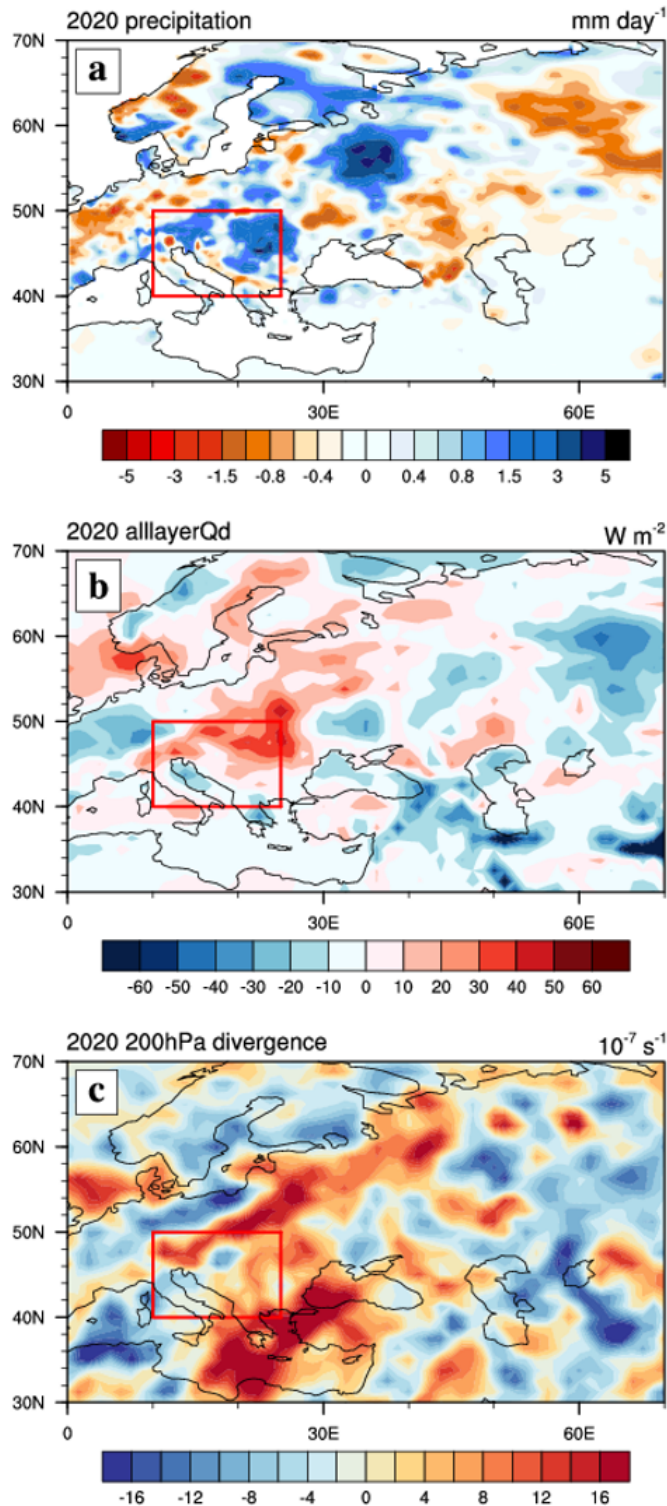 2020 precipitation mm day-1
a
70N
60N
50N
40N
30N
0 30E 60E
-5 -3 -1.5 -0.8 -0.4 0 0.4 0.8 1.5 3 5
2020 alllayerQd W m-2
b
70N
60N
50N
40N
30N
0 30E 60E
-60 -50 -40 -30 -20 -10 0 10 20 30 40 50 60
2020 200hPa divergence 10-7 s-1
c
70N
60N
50N
40N
30N
0 30E 60E
-16 -12 -8 -4 0 4 8 12 16